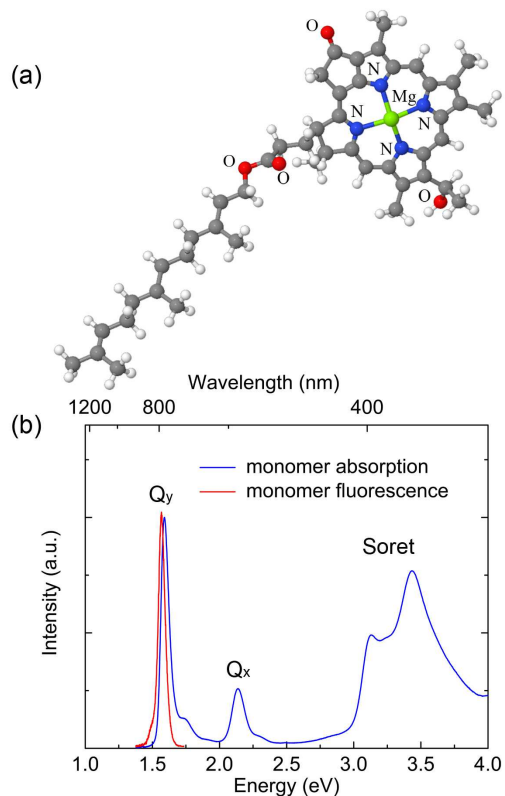 (a)
O
N
Mg
N
N
N
O
O
O
Wavelength (nm)
1200
800
400
(b)
monomer absorption
monomer fluorescence
Qy
Qx
Soret
Intensity (a.u.)
1.0
1.5
2.0
2.5
3.0
3.5
4.0
Energy (eV)